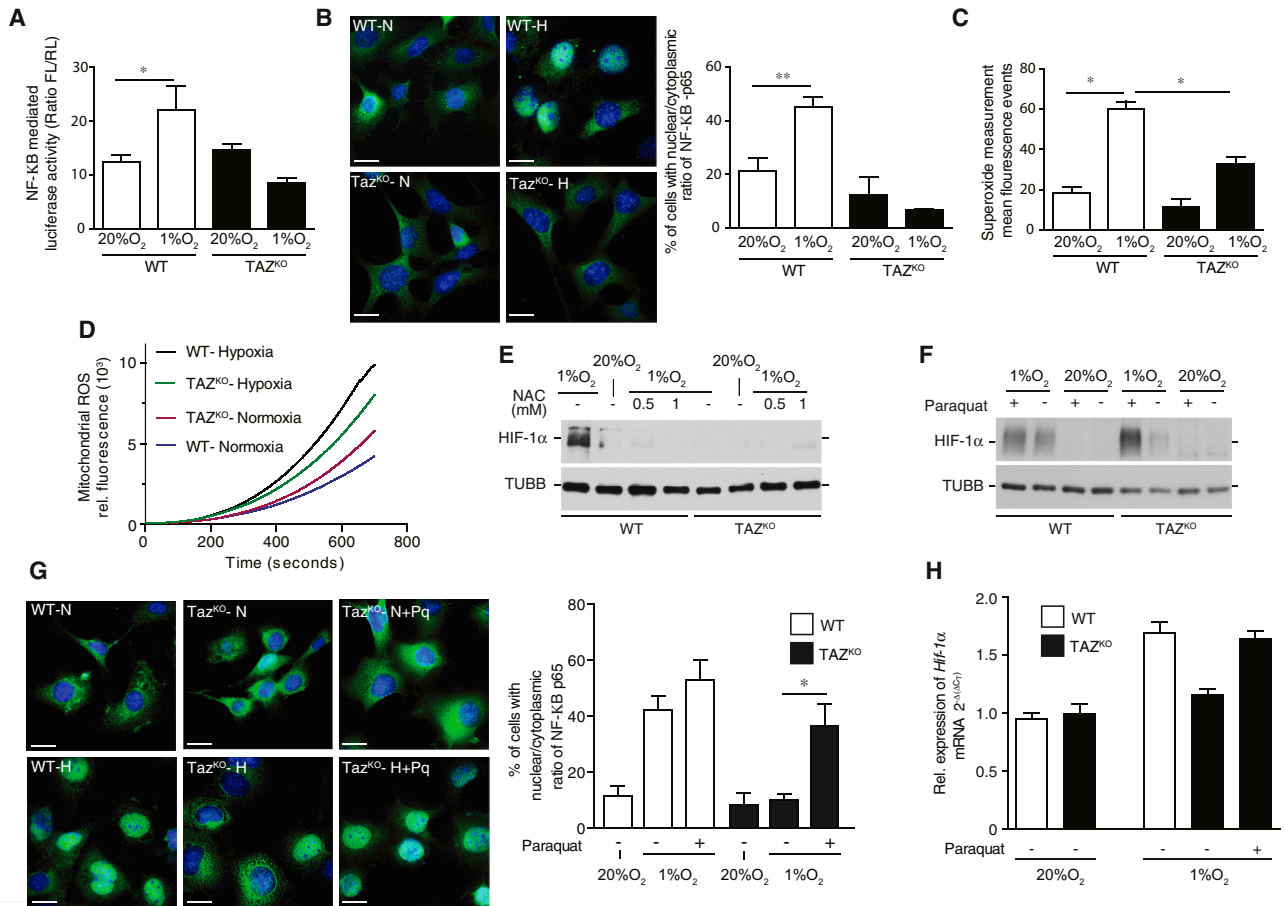 A
NF-KB mediated
luciferase activity (Ratio FL/RL)
30
20
10
0
*
20%O2 1%O2 20%O2 1%O2
WT TAZKO
B
WT-N
WT-H
TazKO- N
TazKO- H
% of cells with nuclear/cytoplasmic
ratio of NF-KB -p65
60
40
20
0
**
20%O2 1%O2 20%O2 1%O2
WT TAZKO
C
Superoxide measurement
mean flourescence events
80
60
40
20
0
* *
20%O2 1%O2 20%O2 1%O2
WT TAZKO
D
Mitochondrial ROS
rel. fluorescence (10³)
10
5
0
WT- Hypoxia
TAZKO- Hypoxia
TAZKO- Normoxia
WT- Normoxia
0 200 400 600 800
Time (seconds)
E
20%O2 20%O2
1%O2 1%O2 1%O2
NAC
(mM)
- - 0.5 1 - - 0.5 1
HIF-1α
TUBB
WT TAZKO
F
1%O2 20%O2 1%O2 20%O2
Paraquat + - + - + - + -
HIF-1α
TUBB
WT TAZKO
G
WT-N
TazKO- N
TazKO- N+Pq
WT-H
TazKO- H
TazKO- H+Pq
% of cells with
nuclear/cytoplasmic
ratio of NF-KB p65
80
60
40
20
0
WT
TAZKO
*
Paraquat - - + - - +
20%O2 1%O2 20%O2 1%O2
H
Rel. expression of Hif-1α
mRNA 2-Δ(ΔCT)
2.0
1.5
1.0
0.5
0
WT
TAZKO
Paraquat - - - - +
20%O2 1%O2